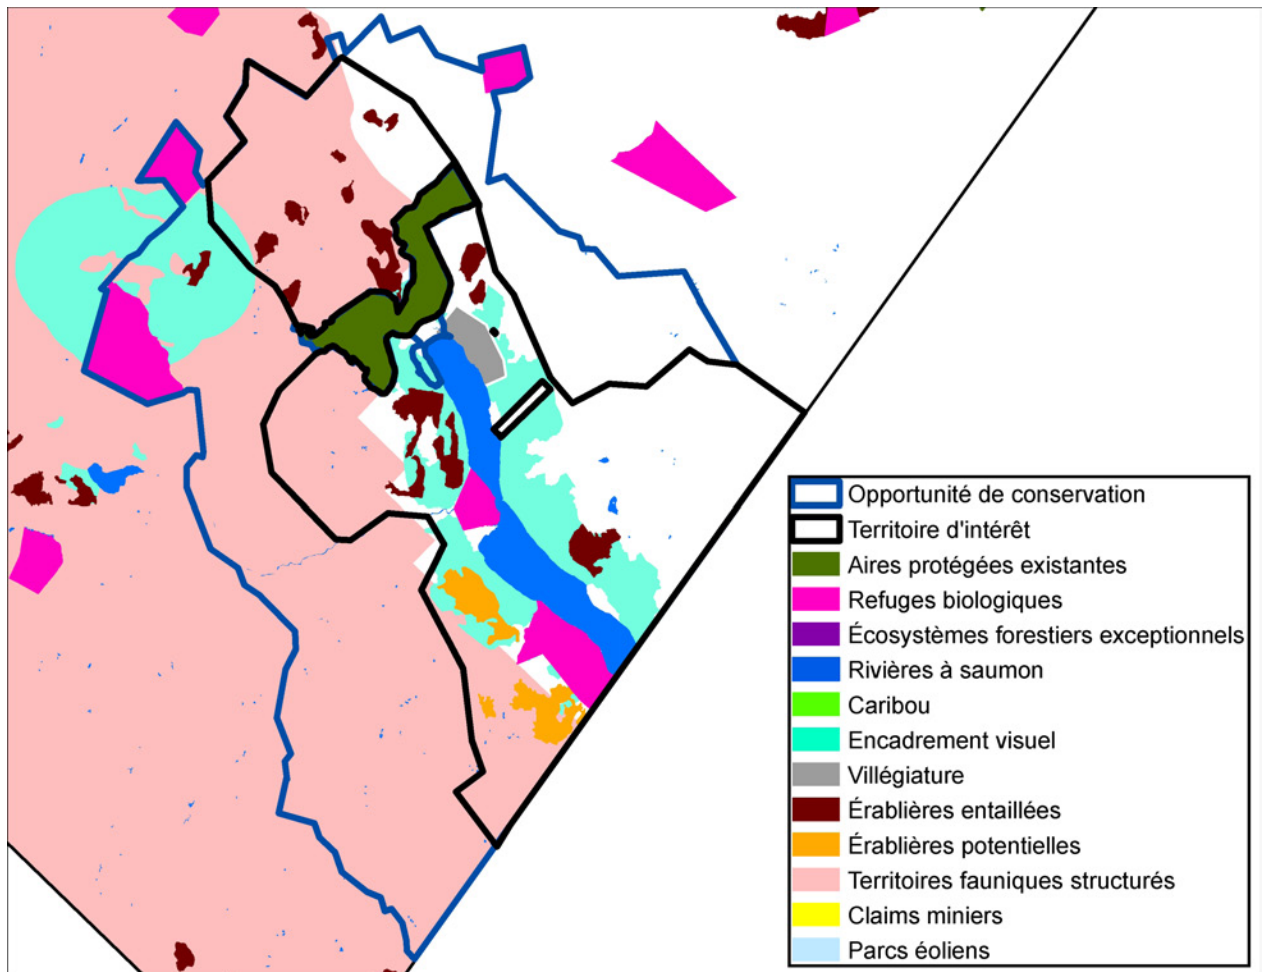 Opportunité de conservation
Territoire d'intérêt
Aires protégées existantes
Refuges biologiques
Écosystèmes forestiers exceptionnels
Rivières à saumon
Caribou
Encadrement visuel
Villégiature
Érablières entaillées
Érablières potentielles
Territoires fauniques structurés
Claims miniers
Parcs éoliens